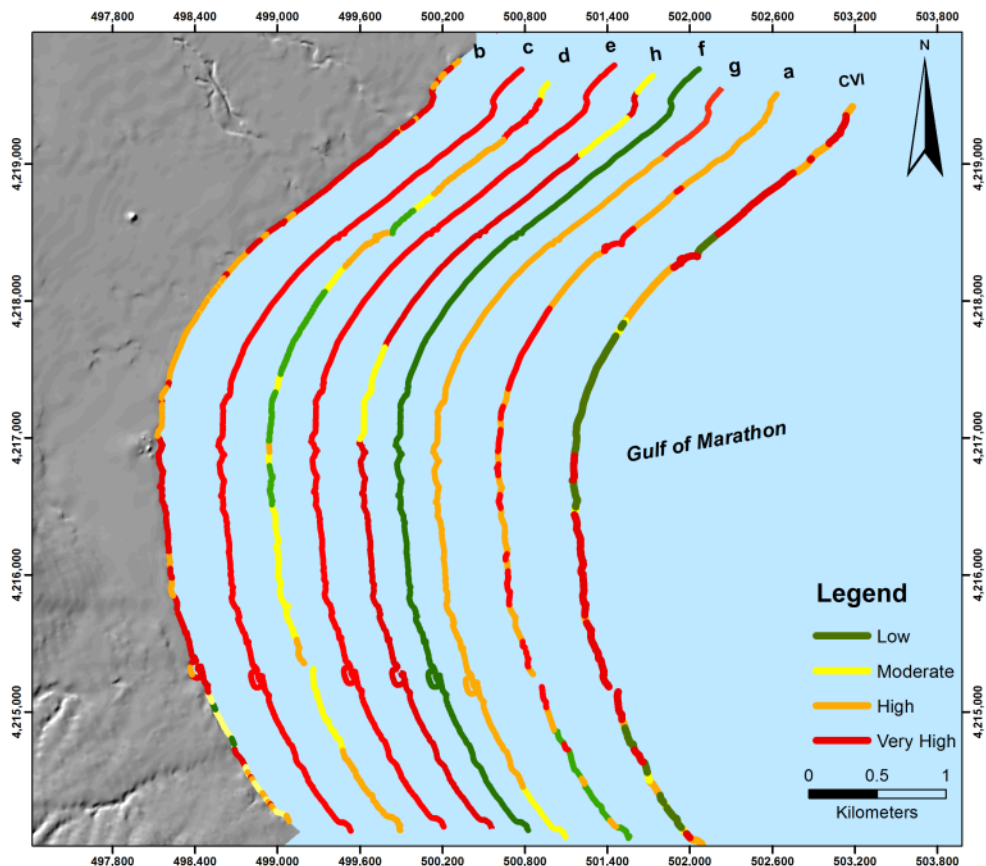 497,800 498,400 499,000 499,600 500,200 500,800 501,400 502,000 502,600 503,200 503,800
b c d e h f g a CVI
N
4,219,000 4,219,000
4,218,000 4,218,000
4,217,000 4,217,000
Gulf of Marathon
4,216,000 4,216,000
Legend
Low
Moderate
High
Very High
4,215,000 4,215,000
0 0.5 1
Kilometers
497,800 498,400 499,000 499,600 500,200 500,800 501,400 502,000 502,600 503,200 503,800